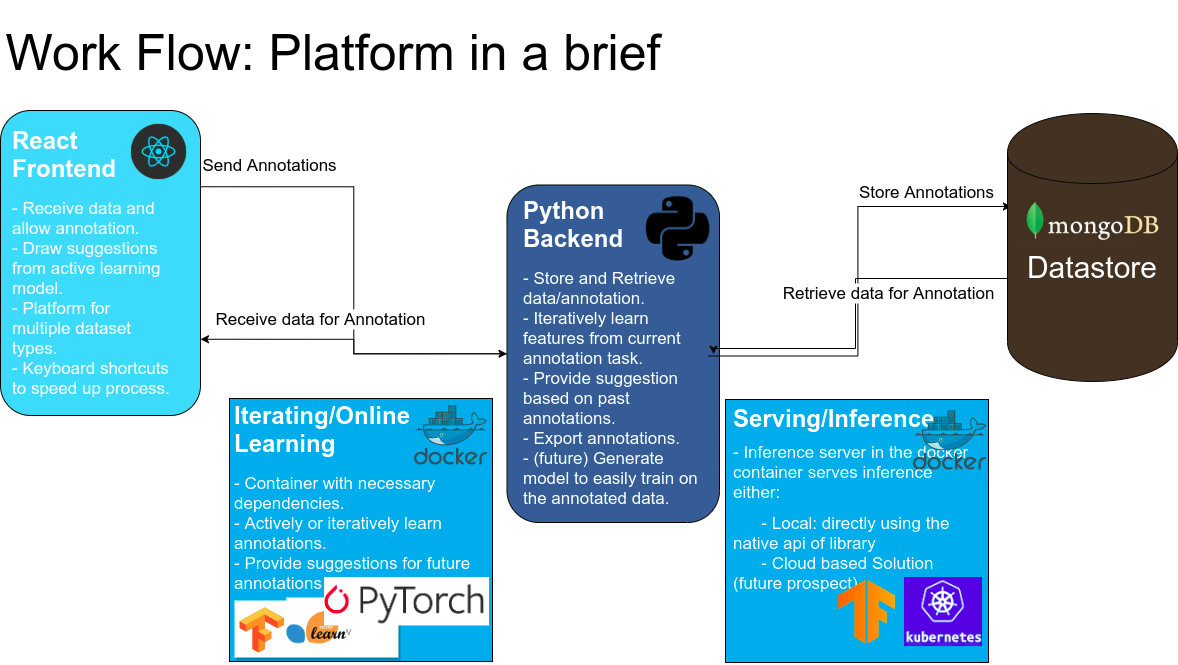 Work Flow: Platform in a brief
React
Frontend
- Receive data and
allow annotation.
- Draw suggestions
from active learning
model.
- Platform for
multiple dataset
types.
- Keyboard shortcuts
to speed up process.
Send Annotations
Receive data for Annotation
Python
Backend
- Store and Retrieve
data/annotation.
- Iteratively learn
features from current
annotation task.
- Provide suggestion
based on past
annotations.
- Export annotations.
- (future) Generate
model to easily train on
the annotated data.
Store Annotations
Retrieve data for Annotation
mongoDB
Datastore
Iterating/Online
Learning
docker
- Container with necessary
dependencies.
- Actively or iteratively learn
annotations.
- Provide suggestions for future
annotations
PyTorch
learn
Serving/Inference
docker
- Inference server in the docker
container serves inference
either:
- Local: directly using the
native api of library
- Cloud based Solution
(future prospect)
kubernetes